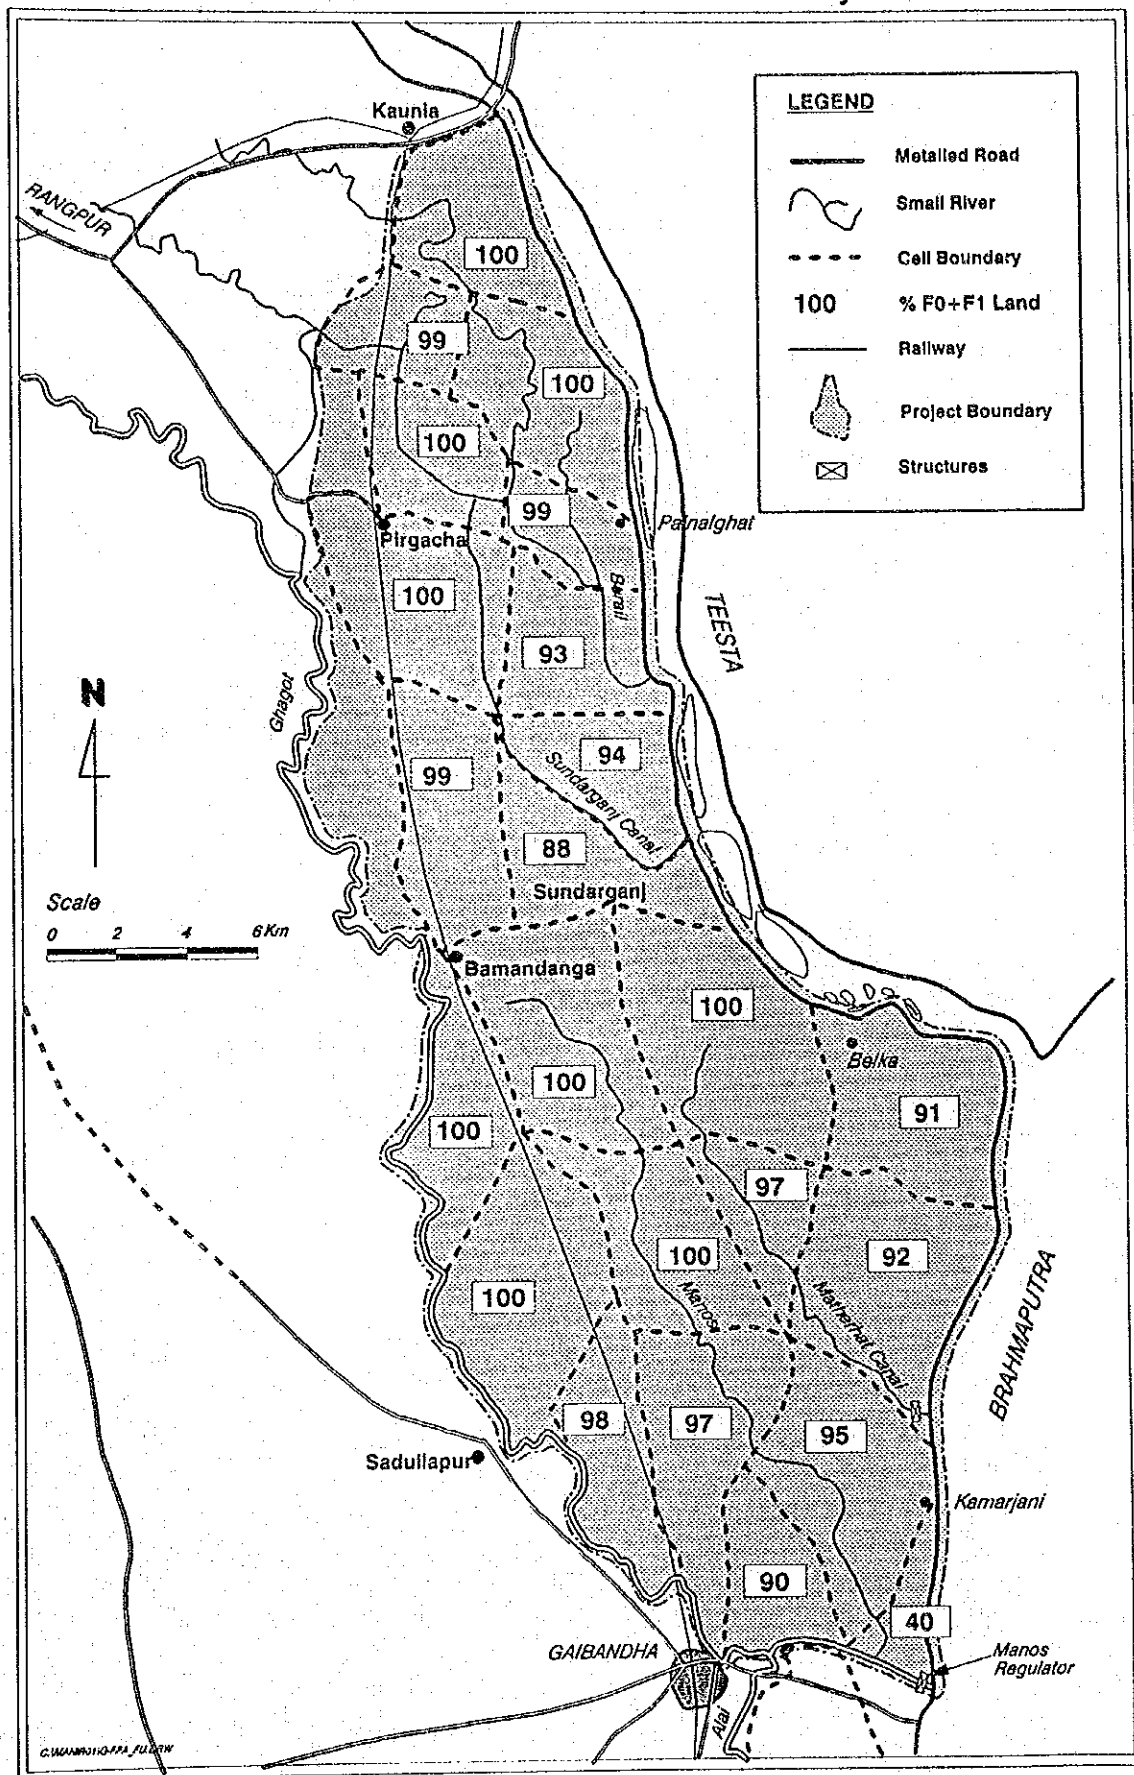 Kaunia
RANGPUR
LEGEND
Metalled Road
Small River
Cell Boundary
100 % F0+F1 Land
Railway
Project Boundary
Structures
100
99
100
100
99
Pirgacha
100
Burail
TEESTA
93
Ghagot
N
94
99
Sundarganj Canal
88
Sundarganj
Scale
0 2 4 6 Km
Bamandanga
100
Belka
100
91
100
97
92
100
100
Manos
Matherhat Canal
BRAHMAPUTRA
98
97
95
Sadullapur
Kamarjani
90
40
GAIBANDHA
Manos
Regulator
Alai